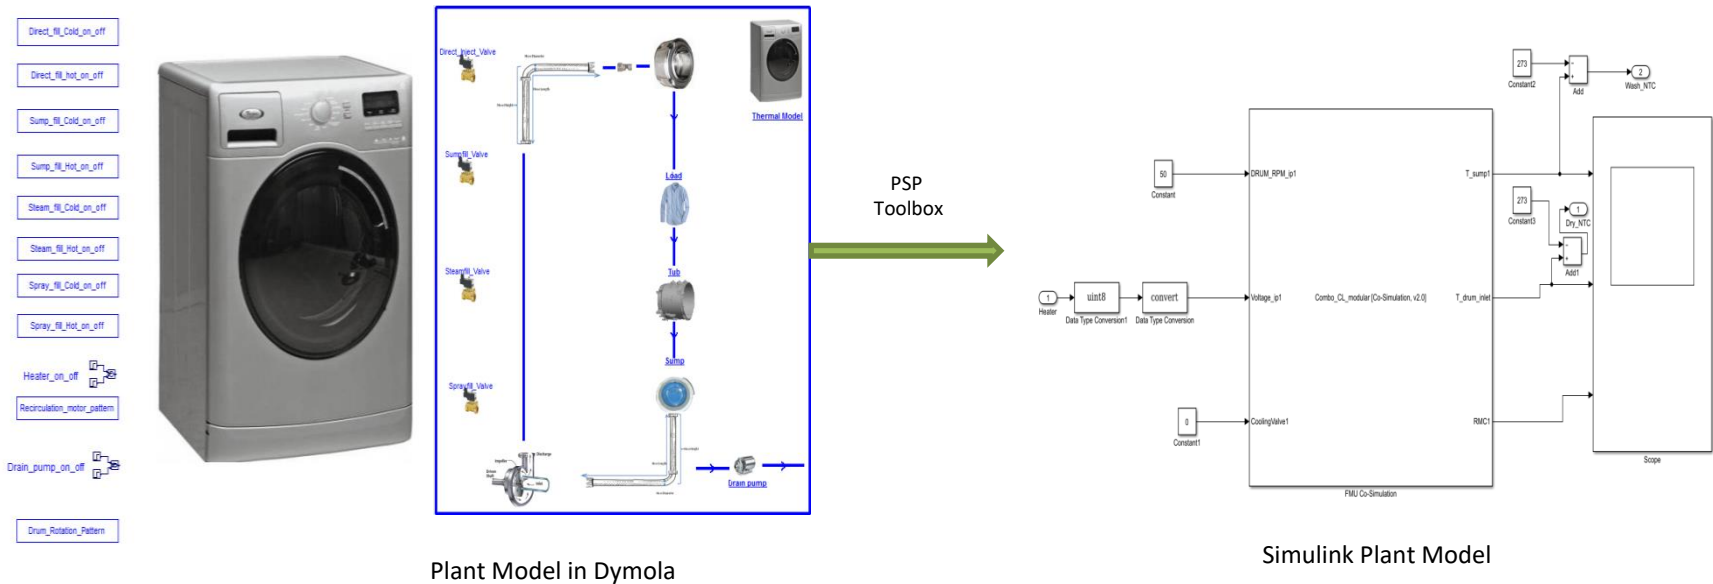 Direct_fill_Cold_on_off
Direct_fill_hot_on_off
Sump_fill_Cold_on_off
Sump_fill_Hot_on_off
Steam_fill_Cold_on_off
Steam_fill_Hot_on_off
Spray_fill_Cold_on_off
Spray_fill_Hot_on_off
Heater_on_off
Recirculation_motor_pattern
Drain_pump_on_off
Drum_Rotation_Pattern
Direct_Inject_Valve
Sumpfill_Valve
Steamfill_Valve
Sprayfill_Valve
Thermal Model
Load
Tub
Sump
Drain pump
Impeller
Discharge
Plant Model in Dymola
PSP
Toolbox
273
Constant2
Add
2
Wash_NTC
50
Constant
DRUM_RPM_ip1
T_sump1
273
Constant3
1
Dry_NTC
Add1
1
Heater
uint8
Data Type Conversion1
convert
Data Type Conversion
Voltage_ip1
Combo_CL_modular [Co-Simulation, v2.0]
T_drum_inlet
0
Constant1
CoolingValve1
RMC1
Scope
FMU Co-Simulation
Simulink Plant Model